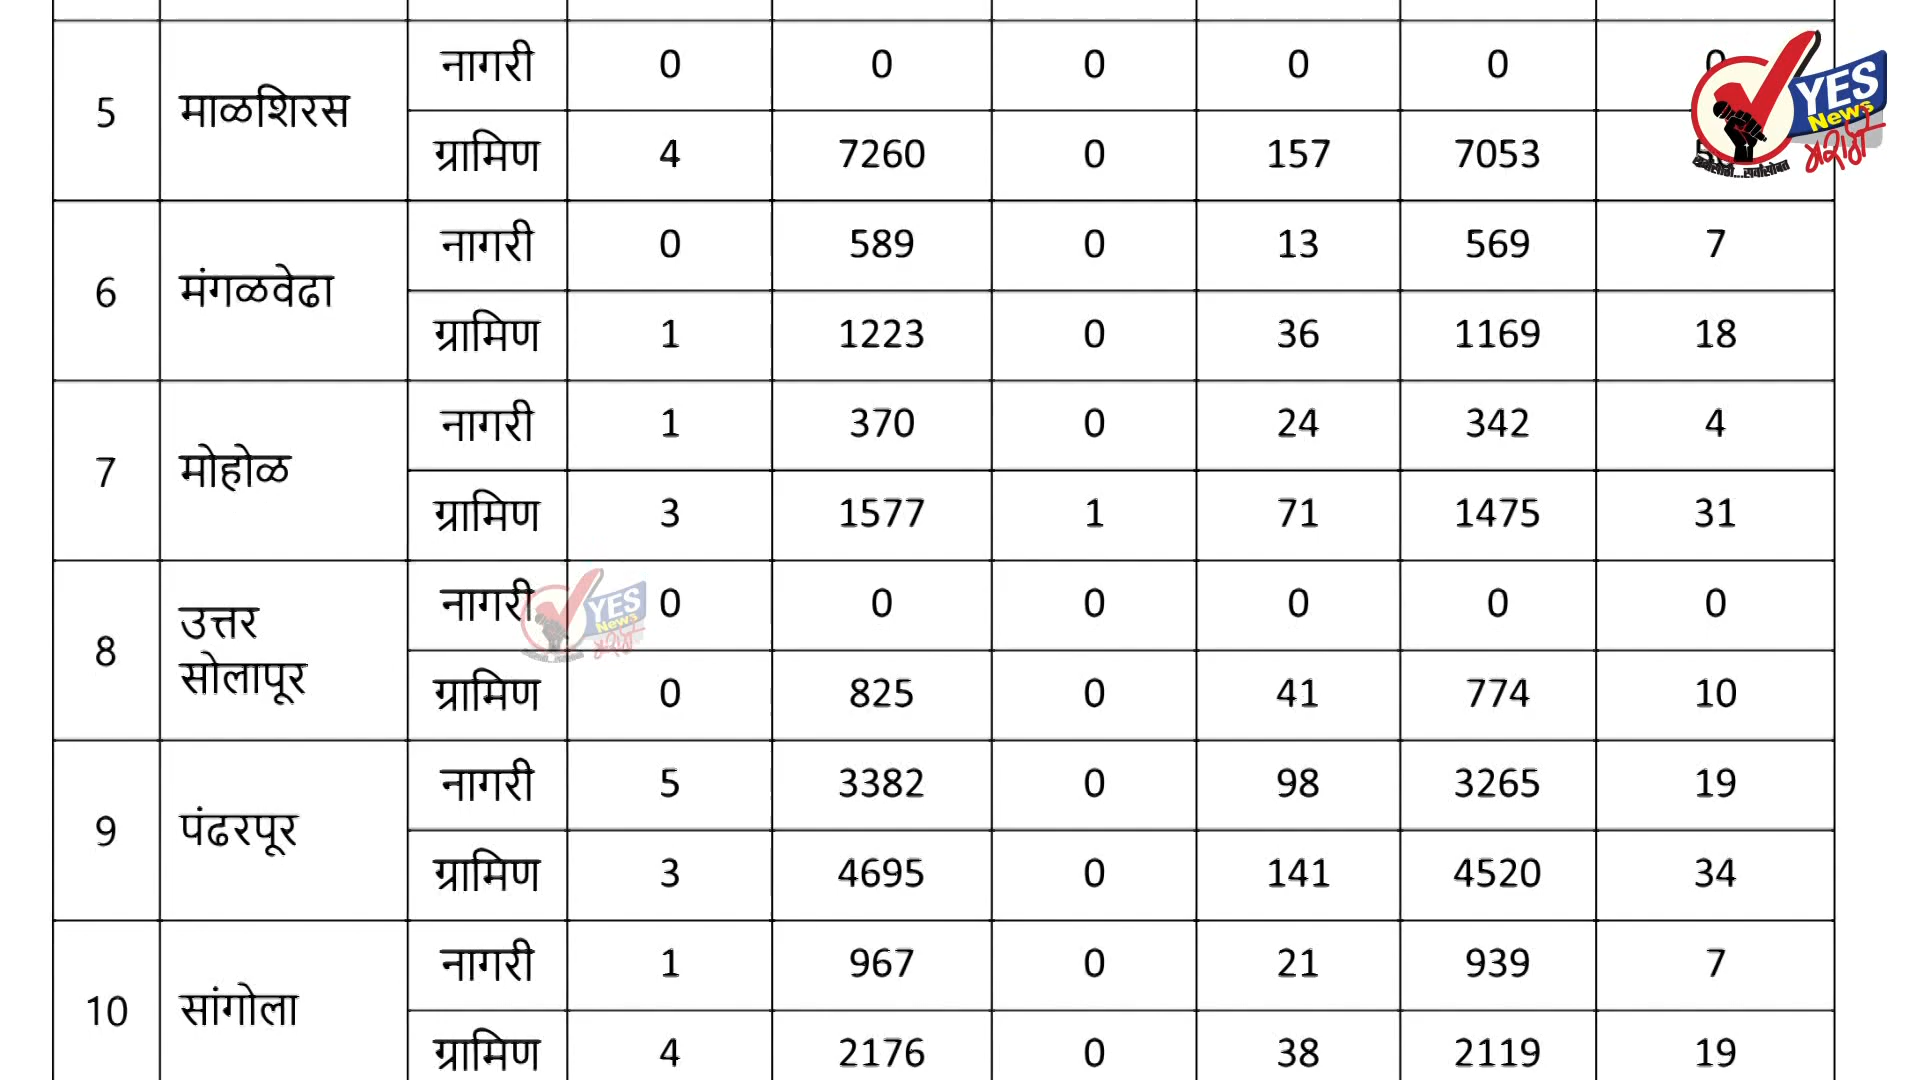 नागरी 0 0 0 0 0 0
5 माळशिरस
ग्रामिण 4 7260 0 157 7053
नागरी 0 589 0 13 569 7
6 मंगळवेढा
ग्रामिण 1 1223 0 36 1169 18
नागरी 1 370 0 24 342 4
7 मोहोळ
ग्रामिण 3 1577 1 71 1475 31
नागरी 0 0 0 0 0 0
8 उत्तर सोलापूर
ग्रामिण 0 825 0 41 774 10
नागरी 5 3382 0 98 3265 19
9 पंढरपूर
ग्रामिण 3 4695 0 141 4520 34
नागरी 1 967 0 21 939 7
10 सांगोला
ग्रामिण 4 2176 0 38 2119 19
YES
News
मराठी
YES
News
मराठी